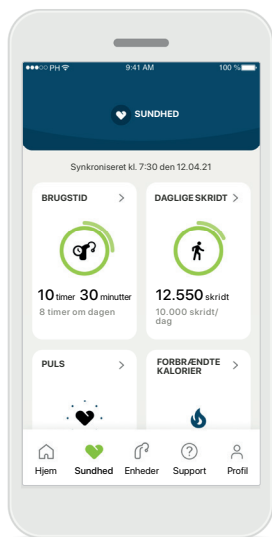 ●●●○○ PH 9:41 AM 100 %
SUNDHED
Synkroniseret kl. 7:30 den 12.04.21
BRUGSTID >
10 timer 30 minutter
8 timer om dagen
DAGLIGE SKRIDT >
12.550 skridt
10.000 skridt/
dag
PULS >
FORBRÆNDTE
KALORIER >
Hjem Sundhed Enheder Support Profil